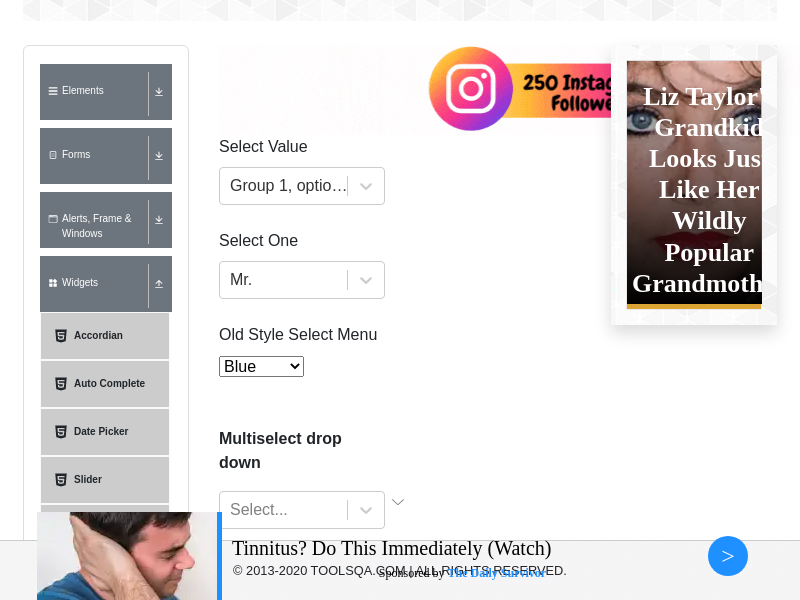 Elements
Forms
Alerts, Frame &
Windows
Widgets
Accordian
Auto Complete
Date Picker
Slider
250 Instag
Followe
Select Value
Group 1, optio...
Select One
Mr.
Old Style Select Menu
Blue
Multiselect drop
down
Select...
Liz Taylor'
Grandkid
Looks Jus
Like Her
Wildly
Popular
Grandmoth
Tinnitus? Do This Immediately (Watch)
© 2013-2020 TOOLSQA.COM | ALL RIGHTS RESERVED.
Sponsored by The Daily Survivor
>